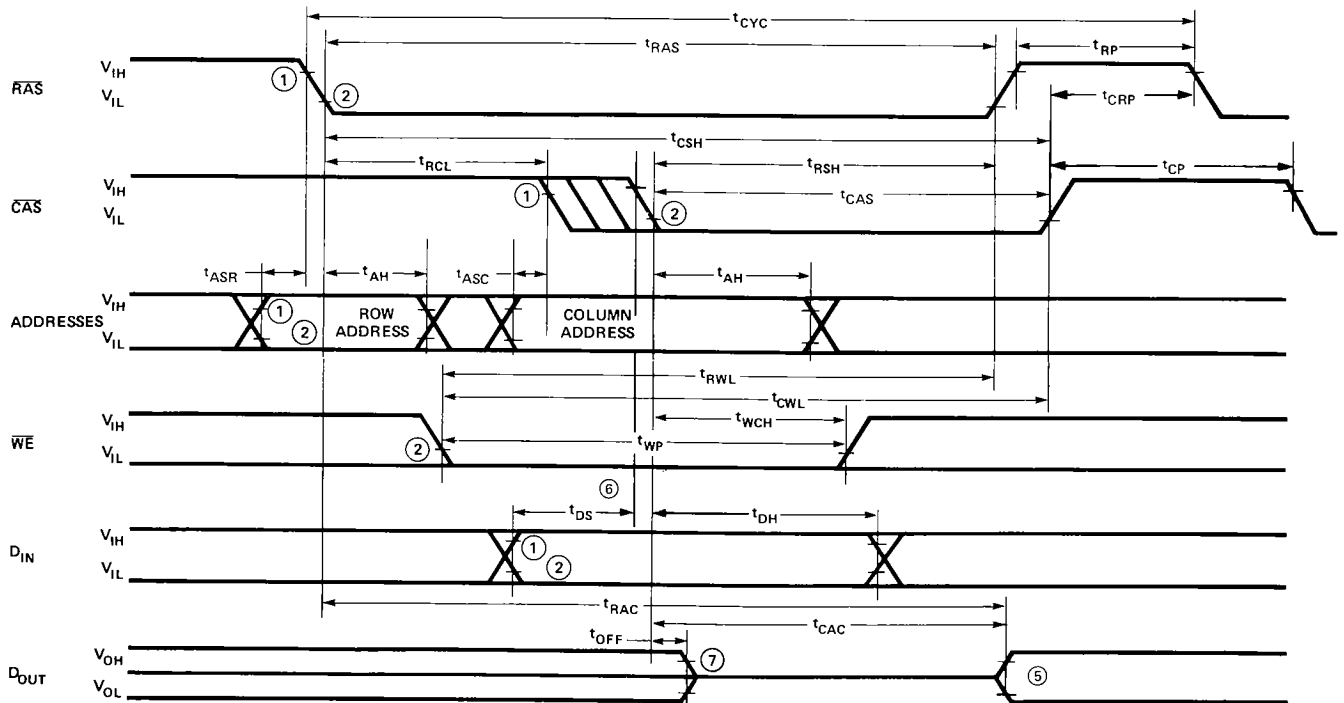 tCYC
tRAS
tRP
RAS
VIH
VIL
1
2
tCRP
tCSH
tRCL
tRSH
tCP
CAS
VIH
VIL
1
2
tCAS
tASR
tAH
tASC
tAH
ADDRESSES
VIH
VIL
1
2
ROW
ADDRESS
COLUMN
ADDRESS
tRWL
tCWL
tWCH
WE
VIH
VIL
2
tWP
6
tDS
tDH
DIN
VIH
VIL
1
2
tRAC
tCAC
tOFF
DOUT
VOH
VOL
7
5